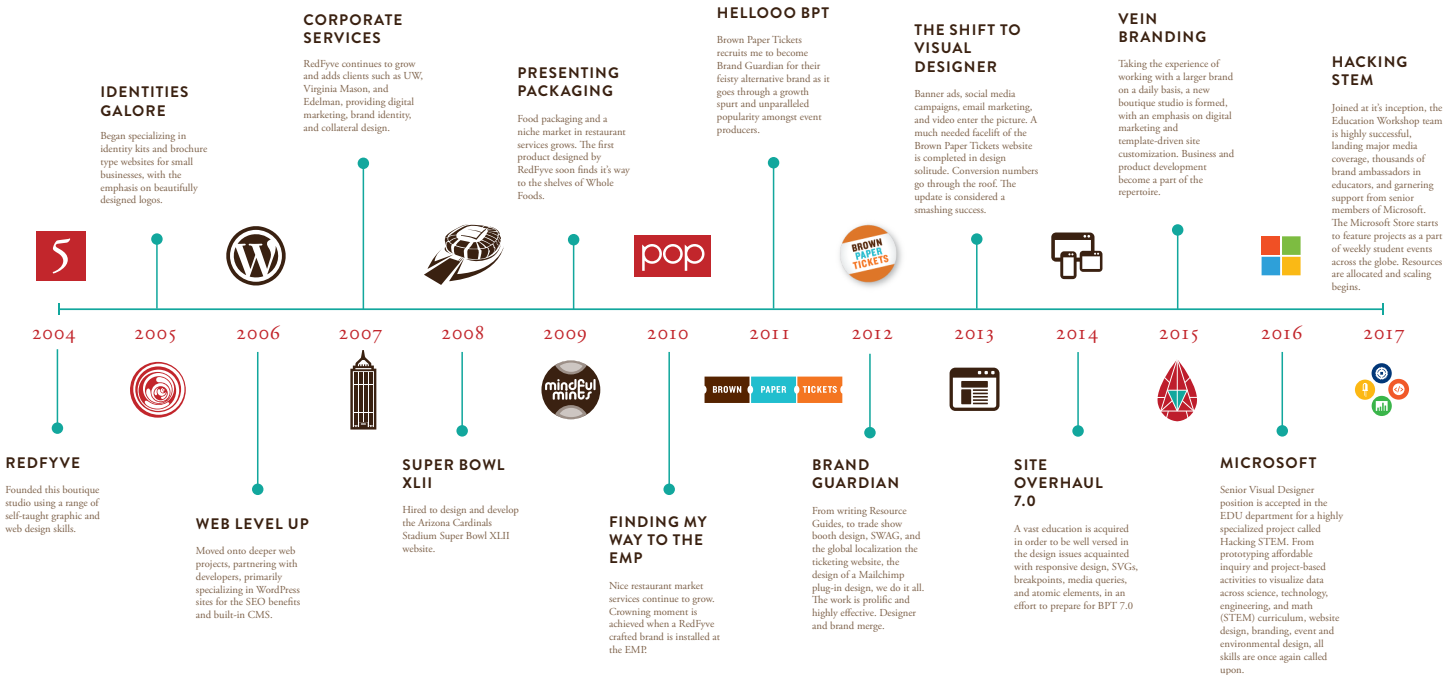 IDENTITIES
GALORE
Began specializing in
identity kits and brochure
type websites for small
businesses, with the
emphasis on beautifully
designed logos.
CORPORATE
SERVICES
RedFyve continues to grow
and adds clients such as UW,
Virginia Mason, and
Edelman, providing digital
marketing, brand identity,
and collateral design.
PRESENTING
PACKAGING
Food packaging and a
niche market in restaurant
services grows. The first
product designed by
RedFyve soon finds it's way
to the shelves of Whole
Foods.
HELLOOO BPT
Brown Paper Tickets
recruits me to become
Brand Guardian for their
feisty alternative brand as it
goes through a growth
spurt and unparalleled
popularity amongst event
producers.
THE SHIFT TO
VISUAL
DESIGNER
Banner ads, social media
campaigns, email marketing,
and video enter the picture. A
much needed facelift of the
Brown Paper Tickets website
is completed in design
solitude. Conversion numbers
go through the roof. The
update is considered a
smashing success.
VEIN
BRANDING
Taking the experience of
working with a larger brand
on a daily basis, a new
boutique studio is formed,
with an emphasis on digital
marketing and
template-driven site
customization. Business and
product development
become a part of the
repertoire.
HACKING
STEM
Joined at it's inception, the
Education Workshop team
is highly successful,
landing major media
coverage, thousands of
brand ambassadors in
educators, and garnering
support from senior
members of Microsoft.
The Microsoft Store starts
to feature projects as a part
of weekly student events
across the globe. Resources
are allocated and scaling
begins.
5
W
pop
BROWN
PAPER
TICKETS
2004
2005
2006
2007
2008
2009
2010
2011
2012
2013
2014
2015
2016
2017
mindful
mints
BROWN PAPER TICKETS
</>
REDFYVE
Founded this boutique
studio using a range of
self-taught graphic and
web design skills.
WEB LEVEL UP
Moved onto deeper web
projects, partnering with
developers, primarily
specializing in WordPress
sites for the SEO benefits
and built-in CMS.
SUPER BOWL
XLII
Hired to design and develop
the Arizona Cardinals
Stadium Super Bowl XLII
website.
FINDING MY
WAY TO THE
EMP
Nice restaurant market
services continue to grow.
Crowning moment is
achieved when a RedFyve
crafted brand is installed at
the EMP.
BRAND
GUARDIAN
From writing Resource
Guides, to trade show
booth design, SWAG, and
the global localization the
ticketing website, the
design of a Mailchimp
plug-in design, we do it all.
The work is prolific and
highly effective. Designer
and brand merge.
SITE
OVERHAUL
7.0
A vast education is acquired
in order to be well versed in
the design issues acquainted
with responsive design, SVGs,
breakpoints, media queries,
and atomic elements, in an
effort to prepare for BPT 7.0
MICROSOFT
Senior Visual Designer
position is accepted in the
EDU department for a highly
specialized project called
Hacking STEM. From
prototyping affordable
inquiry and project-based
activities to visualize data
across science, technology,
engineering, and math
(STEM) curriculum, website
design, branding, event and
environmental design, all
skills are once again called
upon.